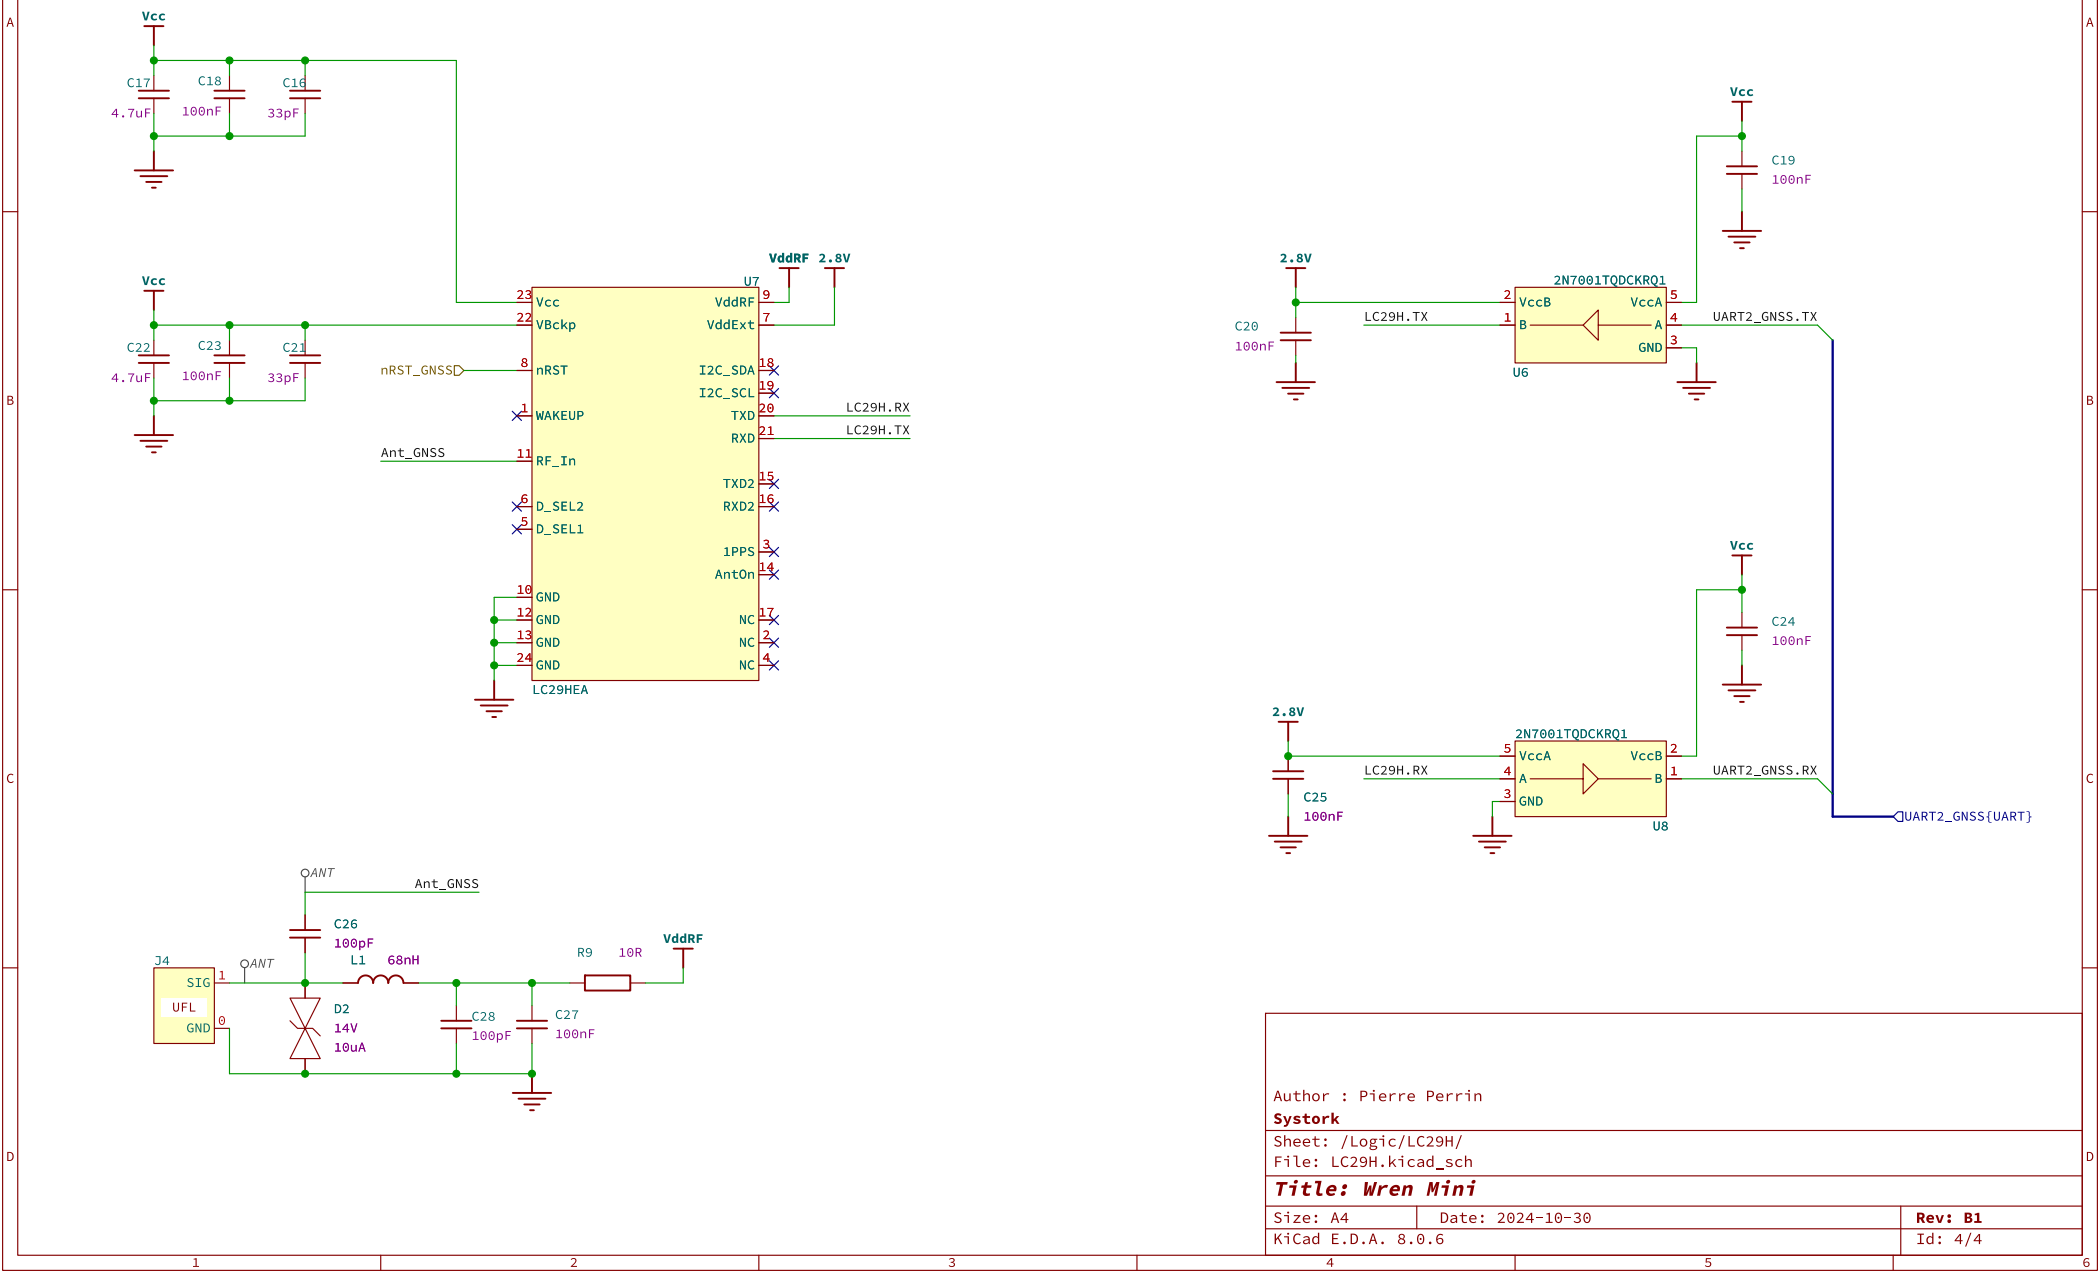 A
A
Vcc
C17
4.7uF
C18
100nF
C16
33pF
Vcc
C22
4.7uF
C23
100nF
C21
33pF
nRST_GNSS
Ant_GNSS
VddRF
2.8V
U7
23 Vcc
22 VBckp
8 nRST
1 WAKEUP
11 RF_In
6 D_SEL2
5 D_SEL1
10 GND
12 GND
13 GND
24 GND
VddRF 9
VddExt 7
I2C_SDA 18
I2C_SCL 19
TXD 20
RXD 21
TXD2 15
RXD2 16
1PPS 3
AntOn 14
NC 17
NC 2
NC 4
LC29H.RX
LC29H.TX
LC29HEA
Vcc
C19
100nF
2.8V
C20
100nF
LC29H.TX
2N7001TQDCKRQ1
2 VccB
1 B
VccA 5
A 4
GND 3
U6
UART2_GNSS.TX
B
B
Vcc
C24
100nF
2.8V
C25
100nF
LC29H.RX
2N7001TQDCKRQ1
5 VccA
4 A
3 GND
VccB 2
B 1
U8
UART2_GNSS.RX
UART2_GNSS{UART}
C
C
ANT
Ant_GNSS
C26
100pF
J4
SIG 1
UFL
GND 0
ANT
L1 68nH
D2
14V
10uA
C28
100pF
C27
100nF
R9 10R
VddRF
D
D
Author : Pierre Perrin
Systork
Sheet: /Logic/LC29H/
File: LC29H.kicad_sch
Title: Wren Mini
Size: A4
Date: 2024-10-30
Rev: B1
KiCad E.D.A. 8.0.6
Id: 4/4
1 2 3 4 5 6